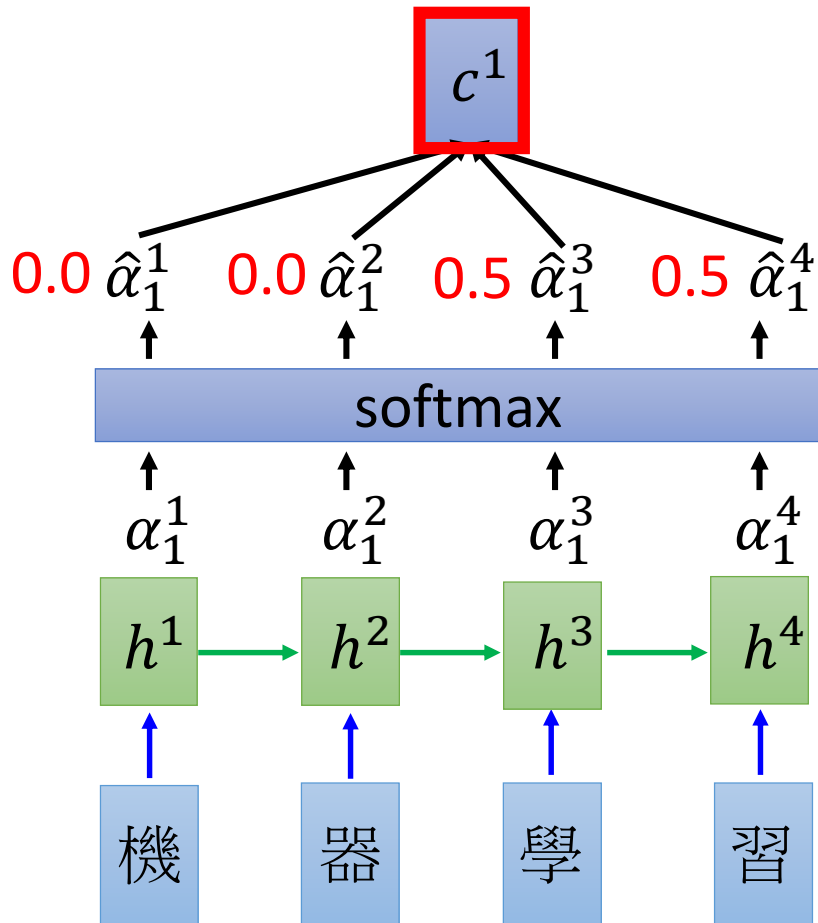 c¹
0.0 α̂₁¹ 0.0 α̂₁² 0.5 α̂₁³ 0.5 α̂₁⁴
softmax
α₁¹ α₁² α₁³ α₁⁴
h¹ h² h³ h⁴
機 器 學 習